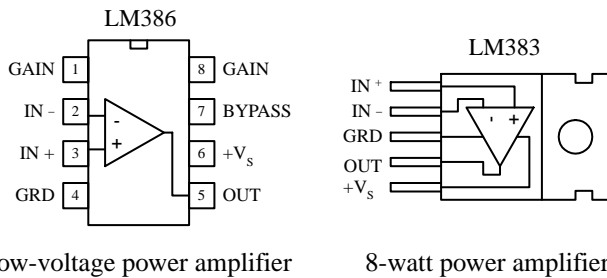 LM386
GAIN 1 8 GAIN
IN - 2 7 BYPASS
IN + 3 6 +VS
GRD 4 5 OUT
- +
LM383
IN +
IN -
GRD
OUT
+VS
- +
ow-voltage power amplifier
8-watt power amplifier